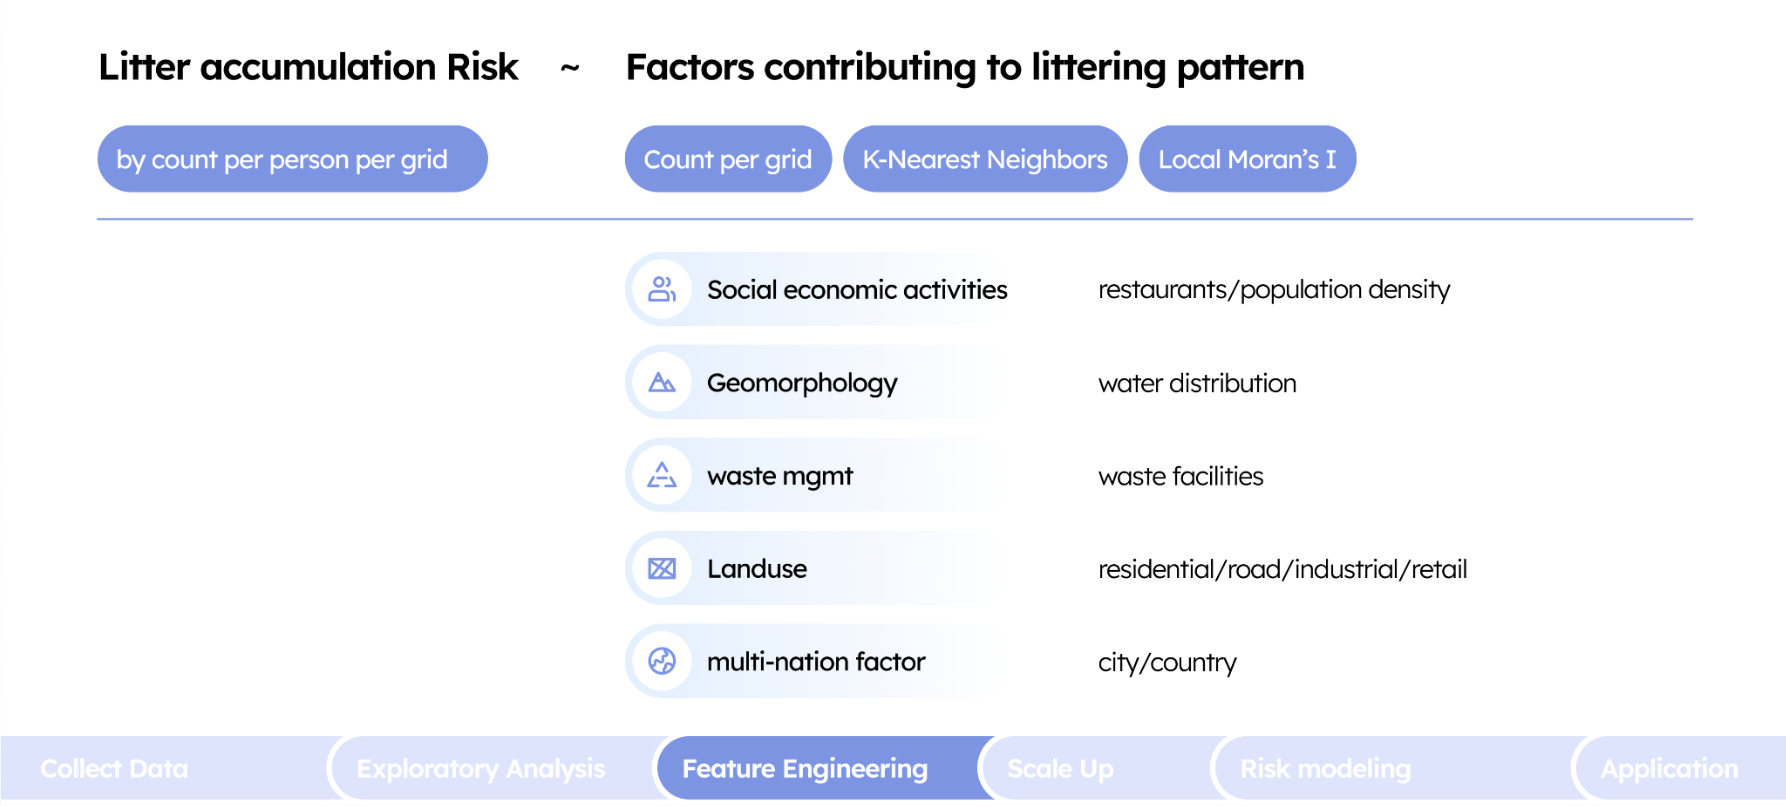 Litter accumulation Risk ~ Factors contributing to littering pattern
by count per person per grid
Count per grid
K-Nearest Neighbors
Local Moran's I
Social economic activities
restaurants/population density
Geomorphology
water distribution
waste mgmt
waste facilities
Landuse
residential/road/industrial/retail
multi-nation factor
city/country
Collect Data
Exploratory Analysis
Feature Engineering
Scale Up
Risk modeling
Application